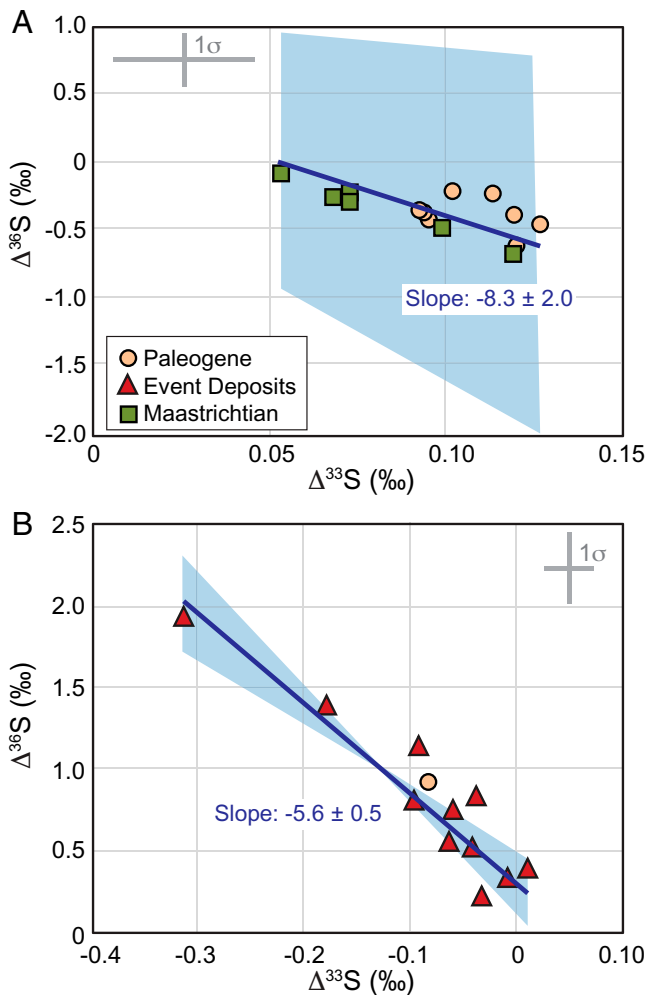 A
1.0
0.5
0
-0.5
-1.0
-1.5
-2.0
Δ³⁶S (‰)
1σ
Slope: -8.3 ± 2.0
Paleogene
Event Deposits
Maastrichtian
0 0.05 0.10 0.15
Δ³³S (‰)
B
2.5
2.0
1.5
1.0
0.5
0
Δ³⁶S (‰)
1σ
Slope: -5.6 ± 0.5
-0.4 -0.3 -0.2 -0.1 0 0.10
Δ³³S (‰)